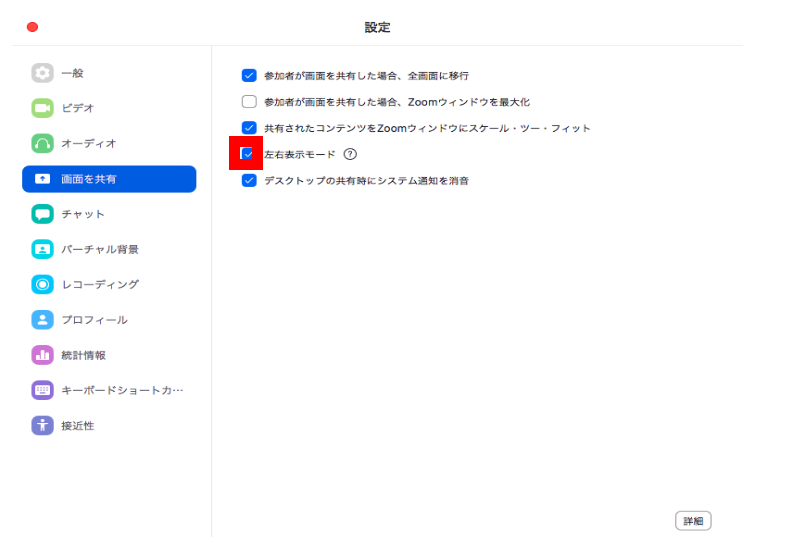 設定
一般
ビデオ
オーディオ
画面を共有
チャット
バーチャル背景
レコーディング
プロフィール
統計情報
キーボードショートカ…
接近性
参加者が画面を共有した場合、全画面に移行
参加者が画面を共有した場合、Zoomウィンドウを最大化
共有されたコンテンツをZoomウィンドウにスケール・ツー・フィット
左右表示モード ?
デスクトップの共有時にシステム通知を消音
詳細